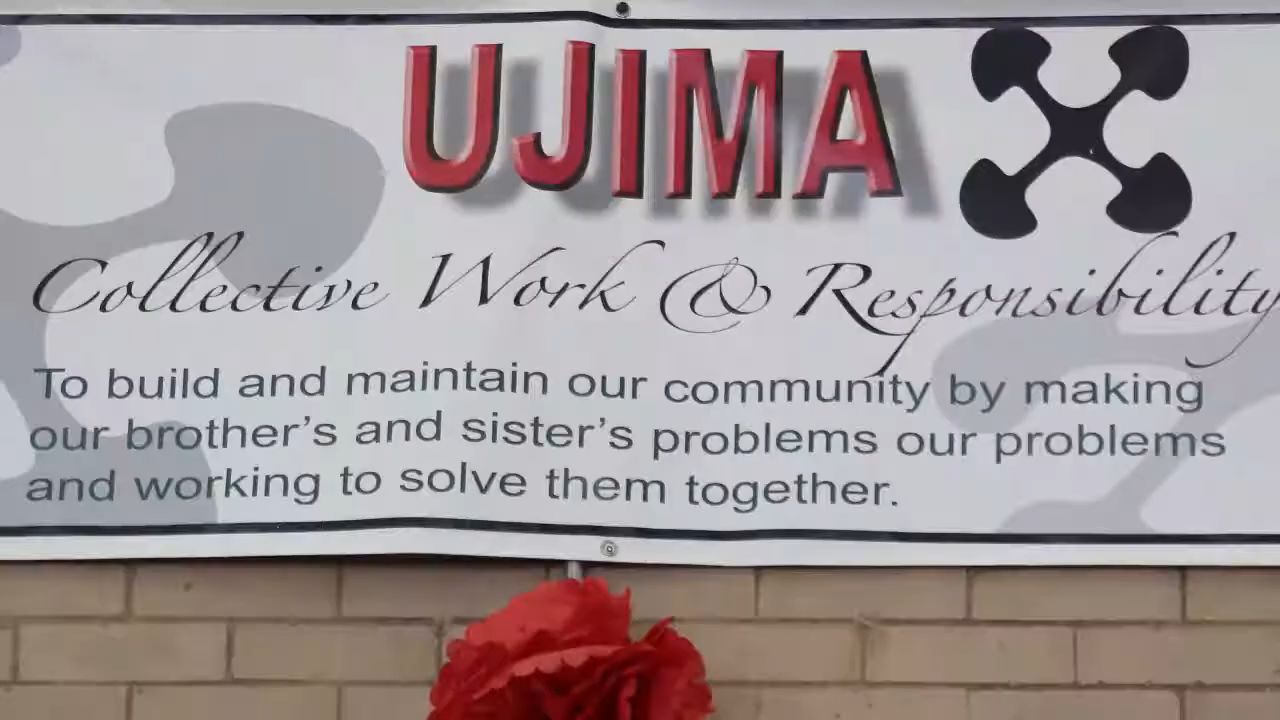 UJIMA
Collective Work & Responsibility
To build and maintain our community by making
our brother's and sister's problems our problems
and working to solve them together.